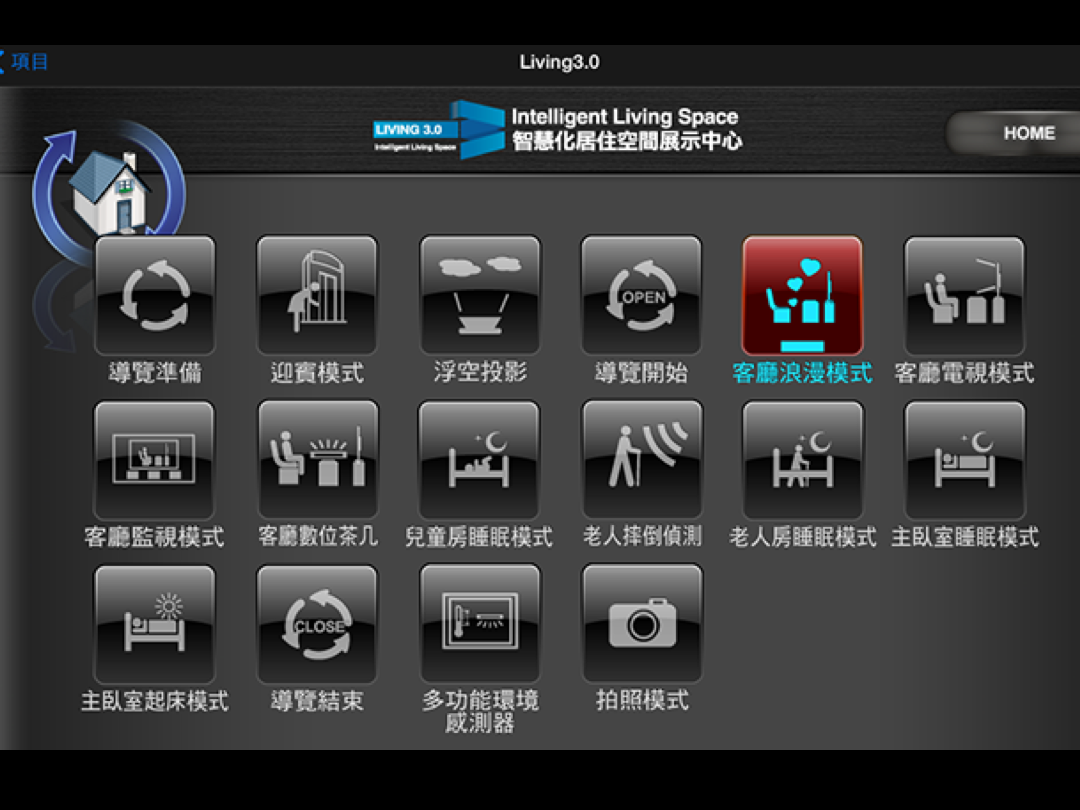 項目
Living3.0
LIVING 3.0
Intelligent Living Space
Intelligent Living Space
智慧化居住空間展示中心
HOME
OPEN
導覽準備
迎賓模式
浮空投影
導覽開始
客廳浪漫模式
客廳電視模式
客廳監視模式
客廳數位茶几
兒童房睡眠模式
老人摔倒偵測
老人房睡眠模式
主臥室睡眠模式
CLOSE
主臥室起床模式
導覽結束
多功能環境
感測器
拍照模式